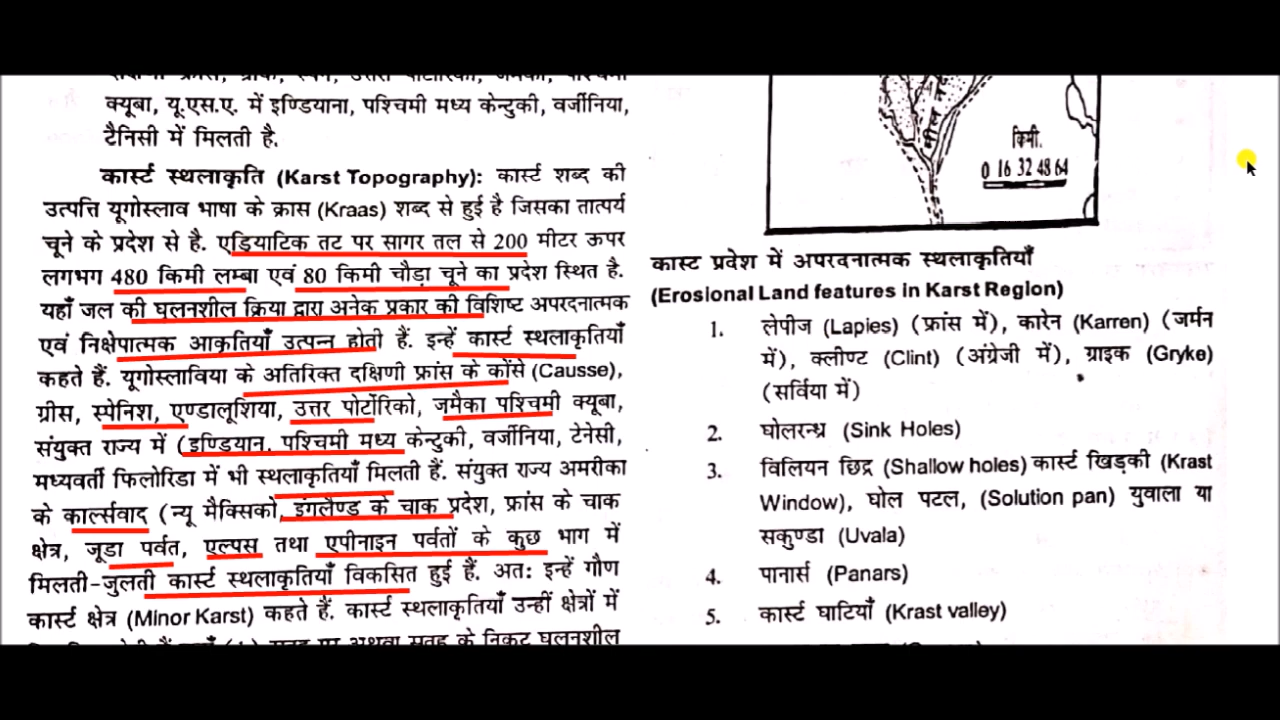 क्यूबा, यू.एस.ए. में इण्डियाना, पश्चिमी मध्य केन्टुकी, वर्जीनिया,
टैनिसी में मिलती है.
कार्स्ट स्थलाकृति (Karst Topography): कार्स्ट शब्द की
उत्पत्ति यूगोस्लाव भाषा के क्रास (Kraas) शब्द से हुई है जिसका तात्पर्य
चूने के प्रदेश से है. एड्रियाटिक तट पर सागर तल से 200 मीटर ऊपर
लगभग 480 किमी लम्बा एवं 80 किमी चौड़ा चूने का प्रदेश स्थित है.
यहाँ जल की घुलनशील क्रिया द्वारा अनेक प्रकार की विशिष्ट अपरदनात्मक
एवं निक्षेपात्मक आकृतियाँ उत्पन्न होती हैं. इन्हें कार्स्ट स्थलाकृतियाँ
कहते हैं. यूगोस्लाविया के अतिरिक्त दक्षिणी फ्रांस के कोंसे (Causse),
ग्रीस, स्पेनिश, एण्डालूशिया, उत्तर पोर्टोरिको, जमैका पश्चिमी क्यूबा,
संयुक्त राज्य में (इण्डियान, पश्चिमी मध्य केन्टुकी, वर्जीनिया, टेनेसी,
मध्यवर्ती फिलोरिडा में भी स्थलाकृतियाँ मिलती हैं. संयुक्त राज्य अमरीका
के कार्ल्सवाद (न्यू मैक्सिको, इंगलैण्ड के चाक प्रदेश, फ्रांस के चाक
क्षेत्र, जूडा पर्वत, एल्पस तथा एपीनाइन पर्वतों के कुछ भाग में
मिलती-जुलती कार्स्ट स्थलाकृतियाँ विकसित हुई हैं. अतः इन्हें गौण
कार्स्ट क्षेत्र (Minor Karst) कहते हैं. कार्स्ट स्थलाकृतियाँ उन्हीं क्षेत्रों में
नील
किमी.
0 16 32 48 64
कास्ट प्रदेश में अपरदनात्मक स्थलाकृतियाँ
(Erosional Land features in Karst Region)
1. लेपीज (Lapies) (फ्रांस में), कारेन (Karren) (जर्मन
में), क्लीण्ट (Clint) (अंग्रेजी में), ग्राइक (Gryke)
(सर्विया में)
2. घोलरन्ध्र (Sink Holes)
3. विलियन छिद्र (Shallow holes) कार्स्ट खिड़की (Krast
Window), घोल पटल, (Solution pan) युवाला या
सकुण्डा (Uvala)
4. पानार्स (Panars)
5. कार्स्ट घाटियाँ (Krast valley)